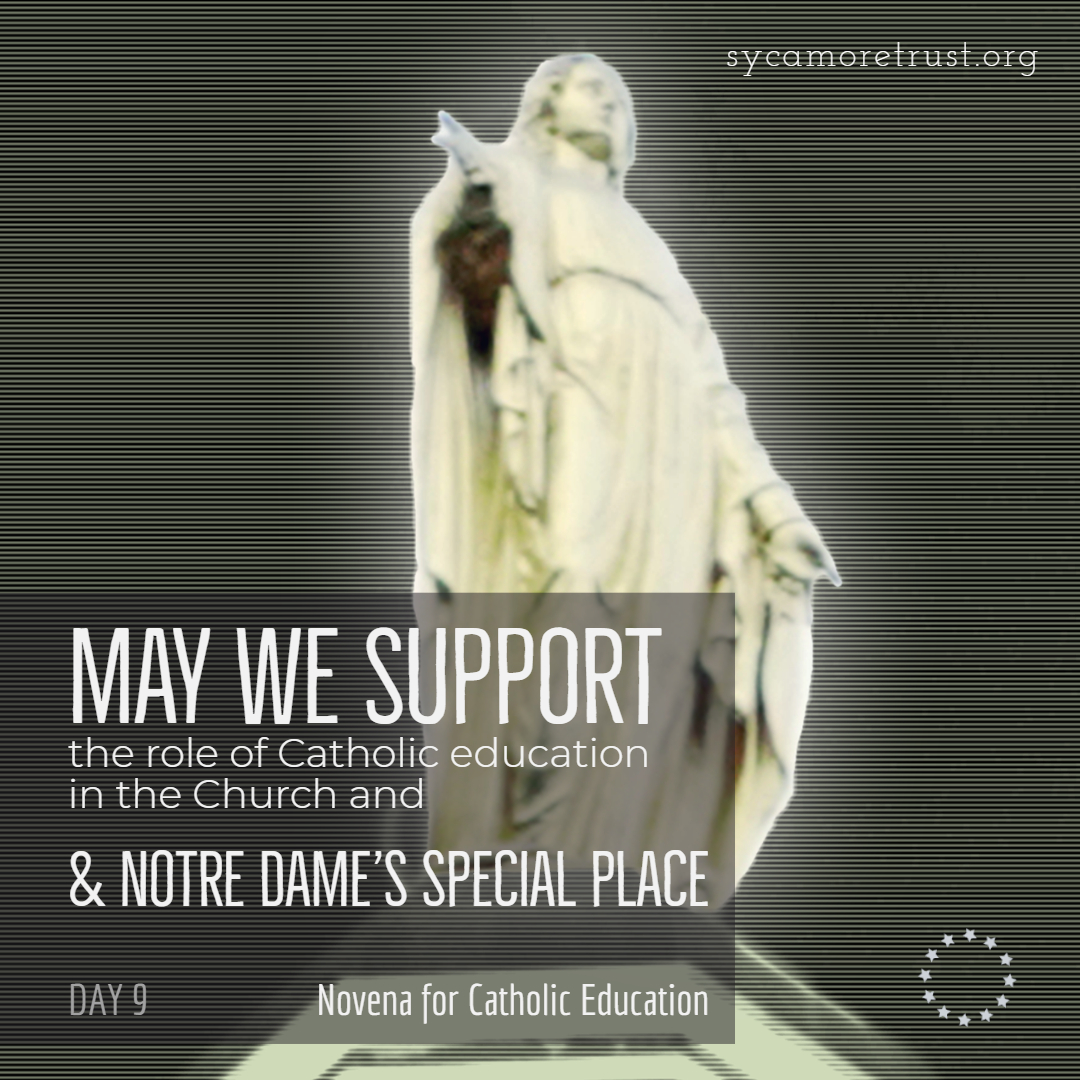 sycamoretrust.org
MAY WE SUPPORT
the role of Catholic education
in the Church and
& NOTRE DAME'S SPECIAL PLACE
DAY 9
Novena for Catholic Education